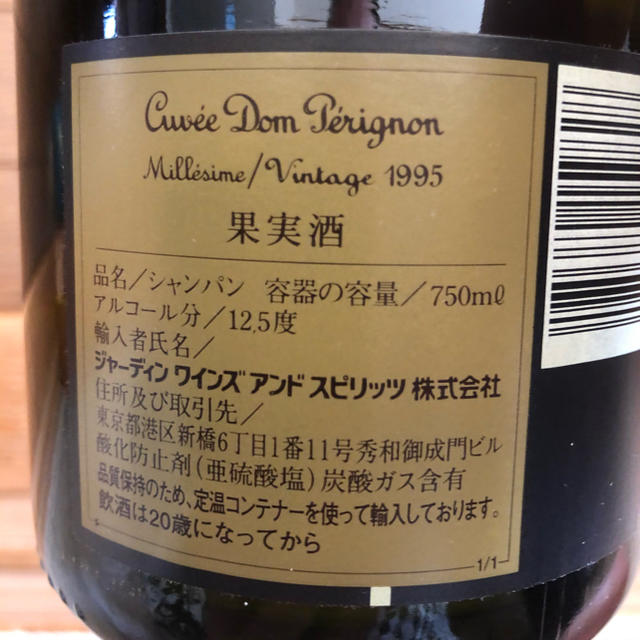 Cuvée Dom Pérignon
Millésime/Vintage 1995
果実酒
品名／シャンパン 容器の容量／750mℓ
アルコール分／12.5度
輸入者氏名／
ジャーディン ワインズ アンド スピリッツ 株式会社
住所及び取引先／
東京都港区新橋6丁目1番11号秀和御成門ビル
酸化防止剤（亜硫酸塩）炭酸ガス含有
品質保持のため、定温コンテナーを使って輸入しております。
飲酒は20歳になってから
1/1